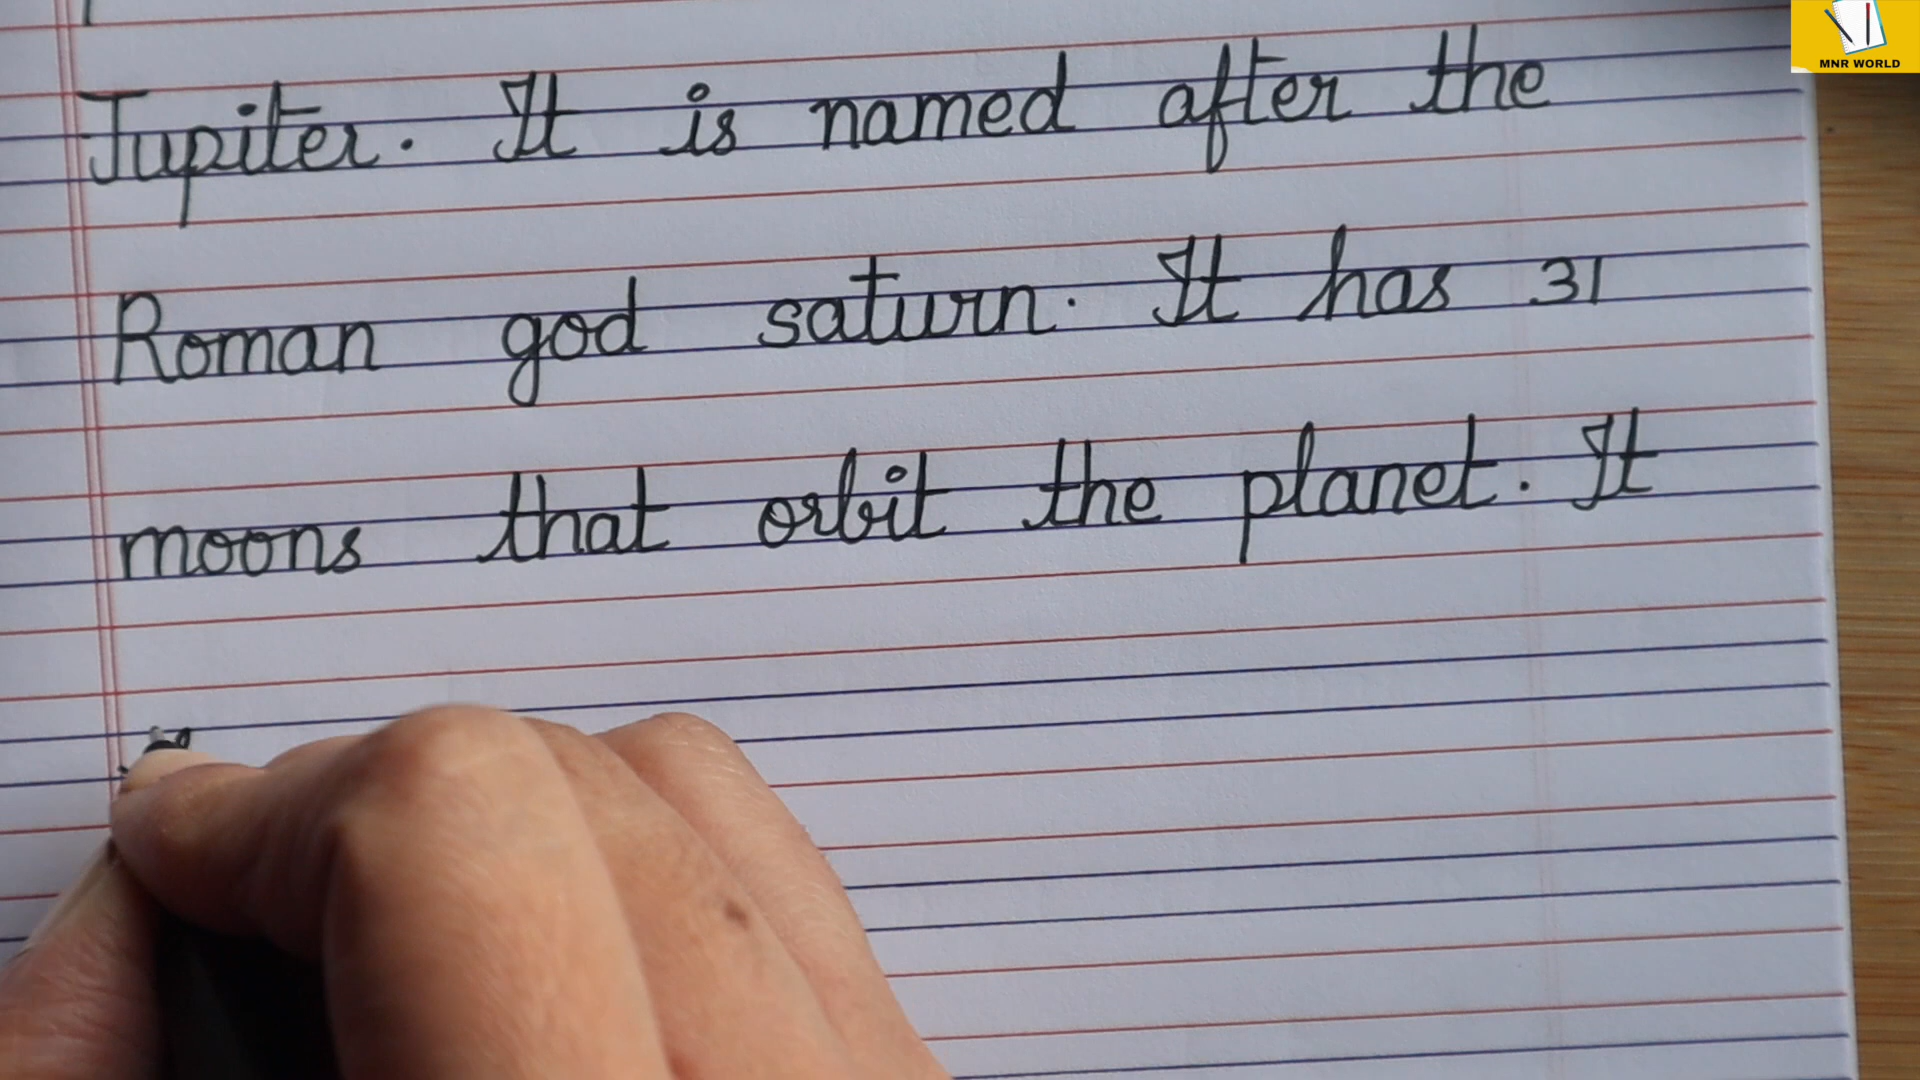 MNR WORLD
Jupiter. It is named after the
Roman god saturn. It has 31
moons that orbit the planet. It